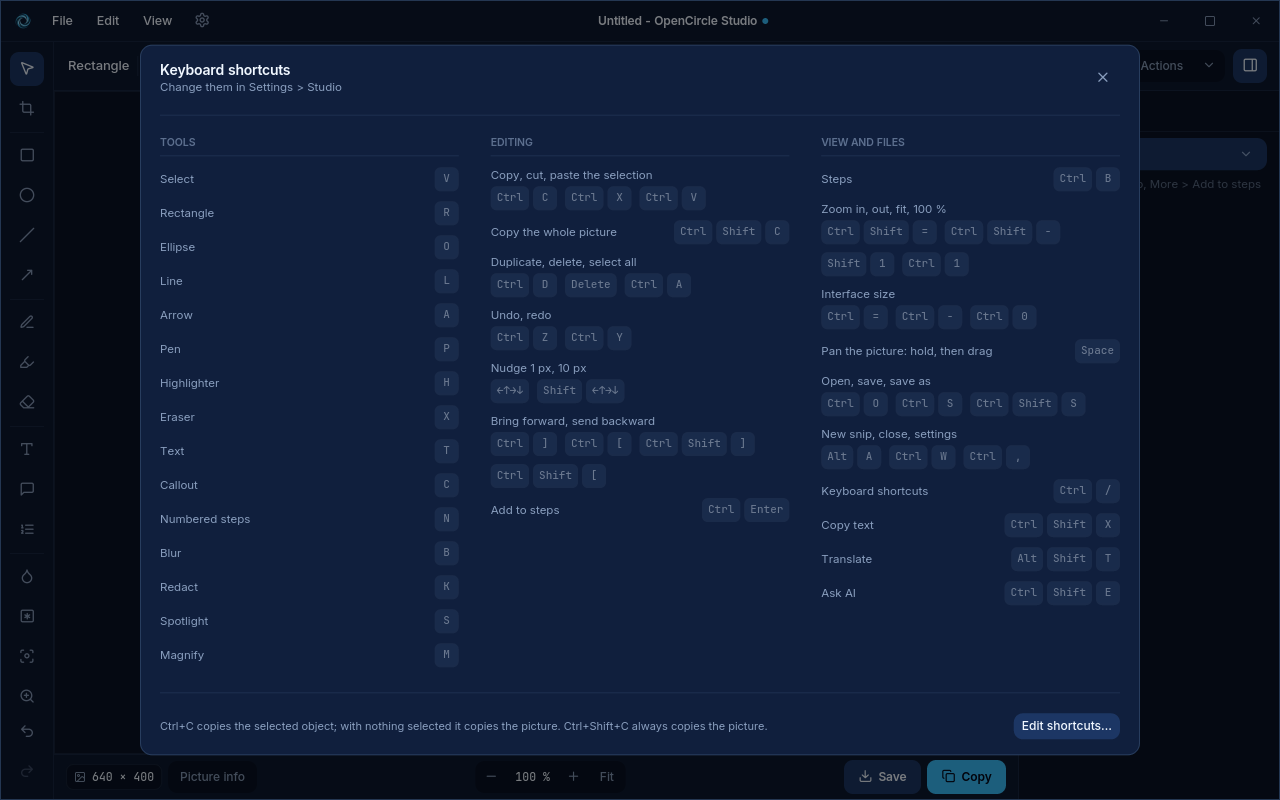 File Edit View
Untitled - OpenCircle Studio
Rectangle
Actions
Keyboard shortcuts
Change them in Settings > Studio
TOOLS
Select V
Rectangle R
Ellipse O
Line L
Arrow A
Pen P
Highlighter H
Eraser X
Text T
Callout C
Numbered steps N
Blur B
Redact K
Spotlight S
Magnify M
EDITING
Copy, cut, paste the selection
Ctrl C Ctrl X Ctrl V
Copy the whole picture Ctrl Shift C
Duplicate, delete, select all
Ctrl D Delete Ctrl A
Undo, redo
Ctrl Z Ctrl Y
Nudge 1 px, 10 px
←↑→↓ Shift ←↑→↓
Bring forward, send backward
Ctrl ] Ctrl [ Ctrl Shift ]
Ctrl Shift [
Add to steps Ctrl Enter
VIEW AND FILES
Steps Ctrl B
Zoom in, out, fit, 100 %
Ctrl Shift = Ctrl Shift -
Shift 1 Ctrl 1
Interface size
Ctrl = Ctrl - Ctrl 0
Pan the picture: hold, then drag Space
Open, save, save as
Ctrl O Ctrl S Ctrl Shift S
New snip, close, settings
Alt A Ctrl W Ctrl ,
Keyboard shortcuts Ctrl /
Copy text Ctrl Shift X
Translate Alt Shift T
Ask AI Ctrl Shift E
, More > Add to steps
Ctrl+C copies the selected object; with nothing selected it copies the picture. Ctrl+Shift+C always copies the picture.
Edit shortcuts...
640 × 400 Picture info
100 % Fit
Save Copy